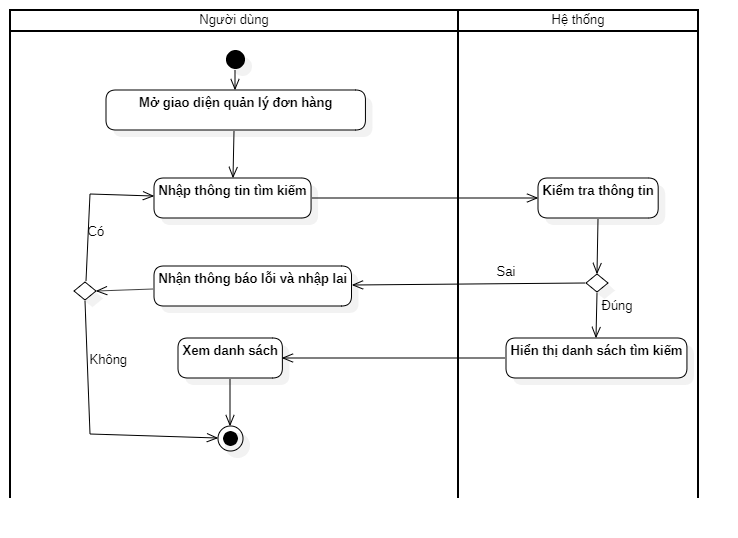 Người dùng
Hệ thống
Mở giao diện quản lý đơn hàng
Nhập thông tin tìm kiếm
Kiểm tra thông tin
Có
Nhận thông báo lỗi và nhập lai
Sai
Đúng
Không
Xem danh sách
Hiển thị danh sách tìm kiếm